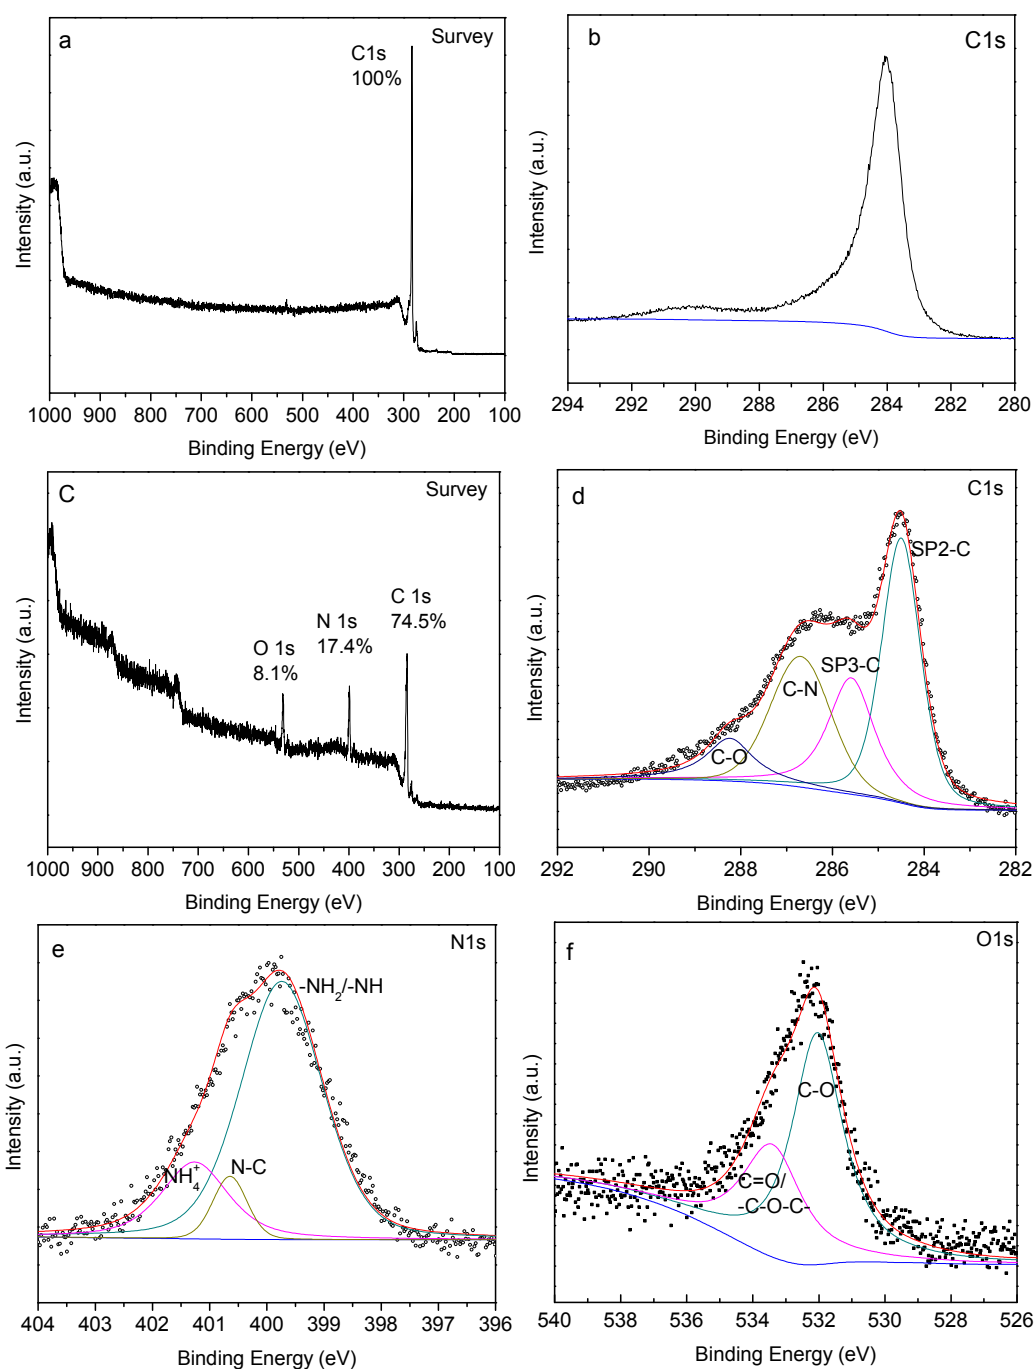 a
Survey
C1s
100%
Intensity (a.u.)
1000 900 800 700 600 500 400 300 200 100
Binding Energy (eV)
b
C1s
Intensity (a.u.)
294 292 290 288 286 284 282 280
Binding Energy (eV)
C
Survey
C 1s
74.5%
N 1s
17.4%
O 1s
8.1%
Intensity (a.u.)
1000 900 800 700 600 500 400 300 200 100
Binding Energy (eV)
d
C1s
SP2-C
SP3-C
C-N
C-O
Intensity (a.u.)
292 290 288 286 284 282
Binding Energy (eV)
e
N1s
-NH₂/-NH
N-C
NH₄⁺
Intensity (a.u.)
404 403 402 401 400 399 398 397 396
Binding Energy (eV)
f
O1s
C-O
C=O/
-C-O-C-
Intensity (a.u.)
540 538 536 534 532 530 528 526
Binding Energy (eV)